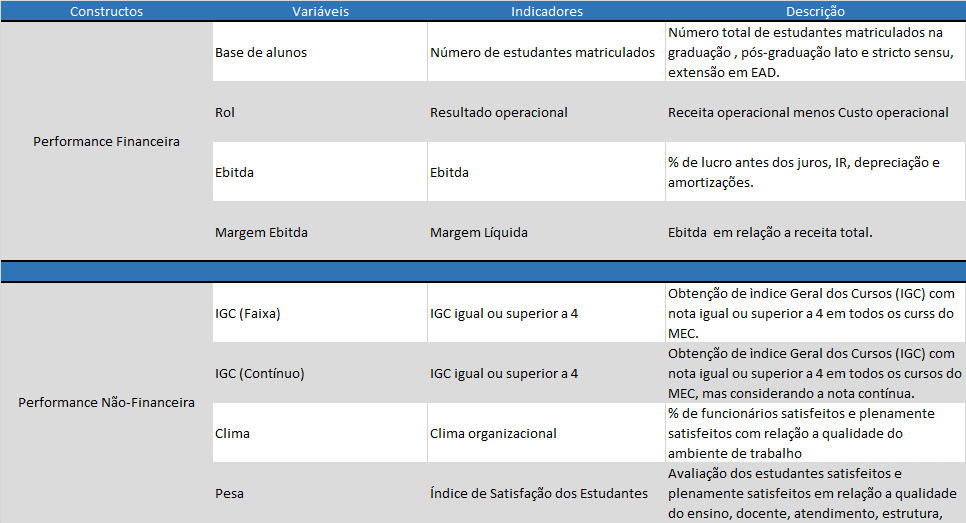 Constructos Variáveis Indicadores Descrição
Performance Financeira
Base de alunos
Número de estudantes matriculados
Número total de estudantes matriculados na
graduação , pós-graduação lato e stricto sensu,
extensão em EAD.
Rol
Resultado operacional
Receita operacional menos Custo operacional
Ebitda
Ebitda
% de lucro antes dos juros, IR, depreciação e
amortizações.
Margem Ebitda
Margem Líquida
Ebitda em relação a receita total.
Performance Não-Financeira
IGC (Faixa)
IGC igual ou superior a 4
Obtenção de ìndice Geral dos Cursos (IGC) com
nota igual ou superior a 4 em todos os curss do
MEC.
IGC (Contínuo)
IGC igual ou superior a 4
Obtenção de ìndice Geral dos Cursos (IGC) com
nota igual ou superior a 4 em todos os cursos do
MEC, mas considerando a nota contínua.
Clima
Clima organizacional
% de funcionários satisfeitos e plenamente
satisfeitos com relação a qualidade do
ambiente de trabalho
Pesa
Índice de Satisfação dos Estudantes
Avaliação dos estudantes satisfeitos e
plenamente satisfeitos em relação a qualidade
do ensino, docente, atendimento, estrutura,